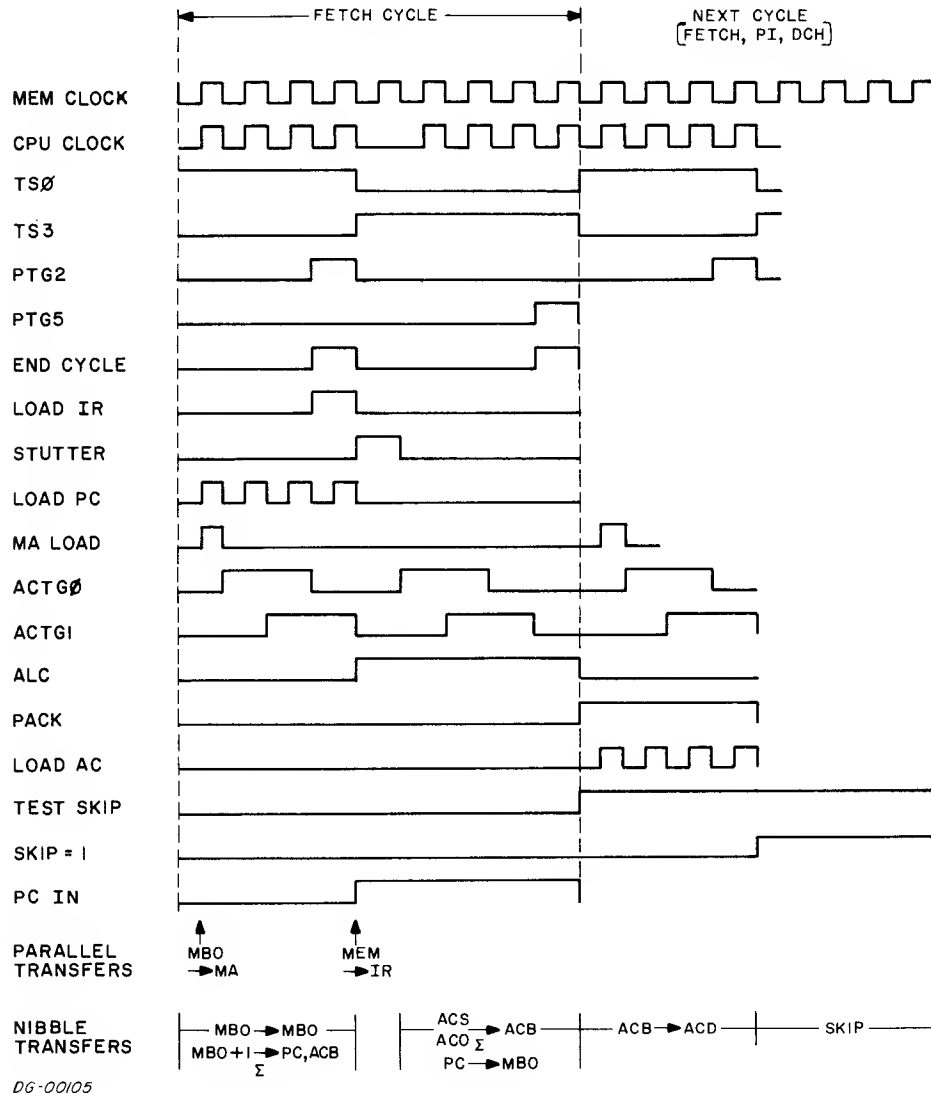 FETCH CYCLE
NEXT CYCLE
[FETCH, PI, DCH]
MEM CLOCK
CPU CLOCK
TSØ
TS3
PTG2
PTG5
END CYCLE
LOAD IR
STUTTER
LOAD PC
MA LOAD
ACTGØ
ACTG1
ALC
PACK
LOAD AC
TEST SKIP
SKIP = 1
PC IN
PARALLEL TRANSFERS
MBO →MA
MEM →IR
NIBBLE TRANSFERS
MBO → MBO
MBO+1 → PC, ACB
Σ
ACS
ACO Σ → ACB
PC → MBO
ACB → ACD
SKIP
DG-00105